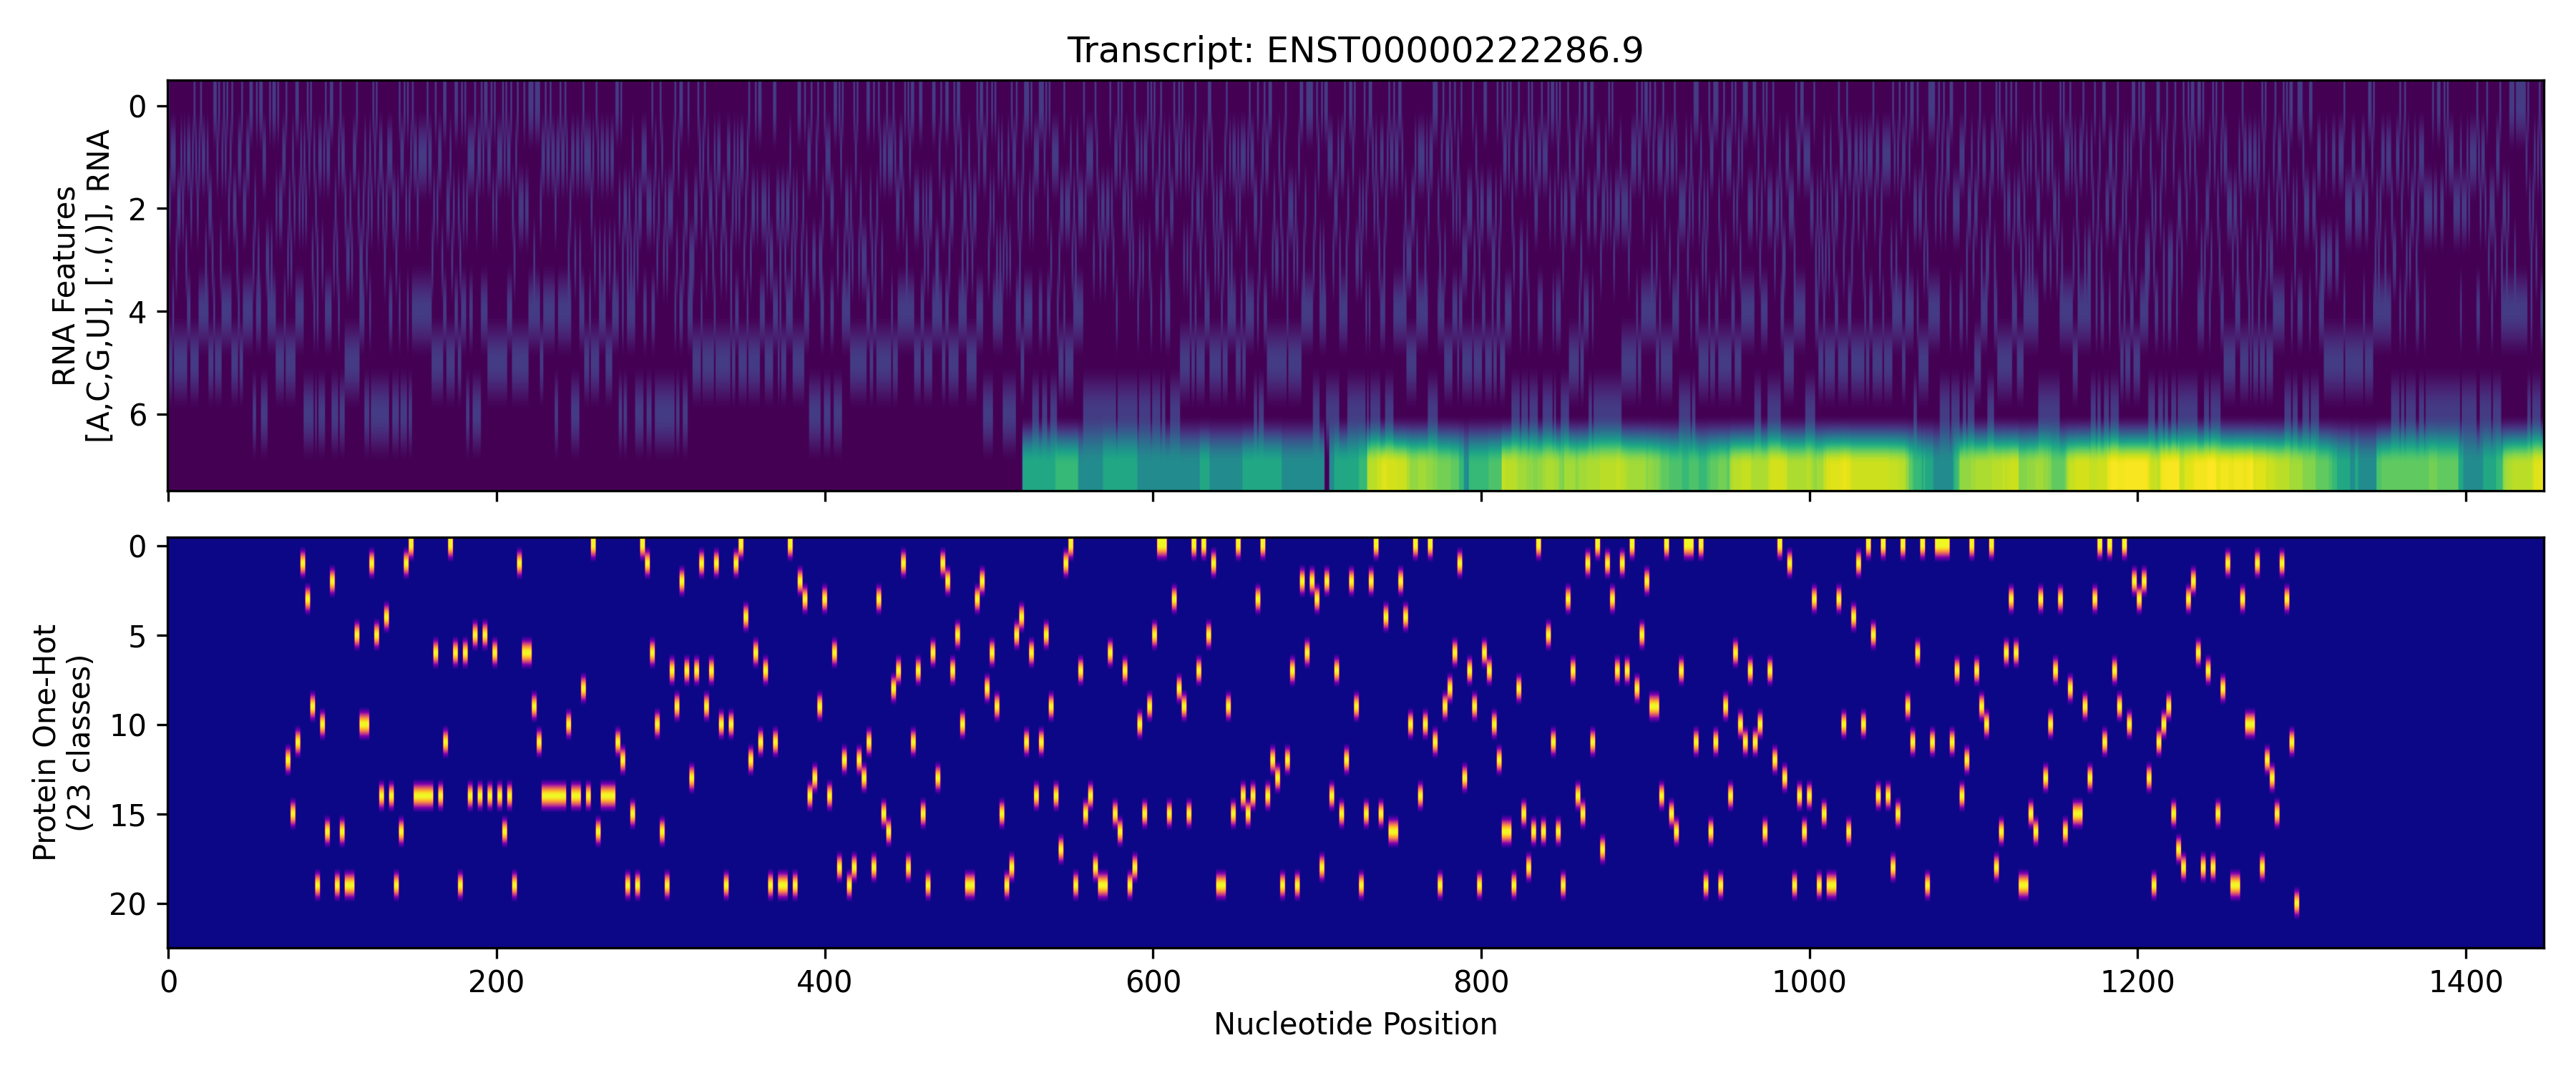 Transcript: ENST00000222286.9
RNA Features
[A,C,G,U], [.,(,)], RNA
0
2
4
6
Protein One-Hot
(23 classes)
0
5
10
15
20
0 200 400 600 800 1000 1200 1400
Nucleotide Position